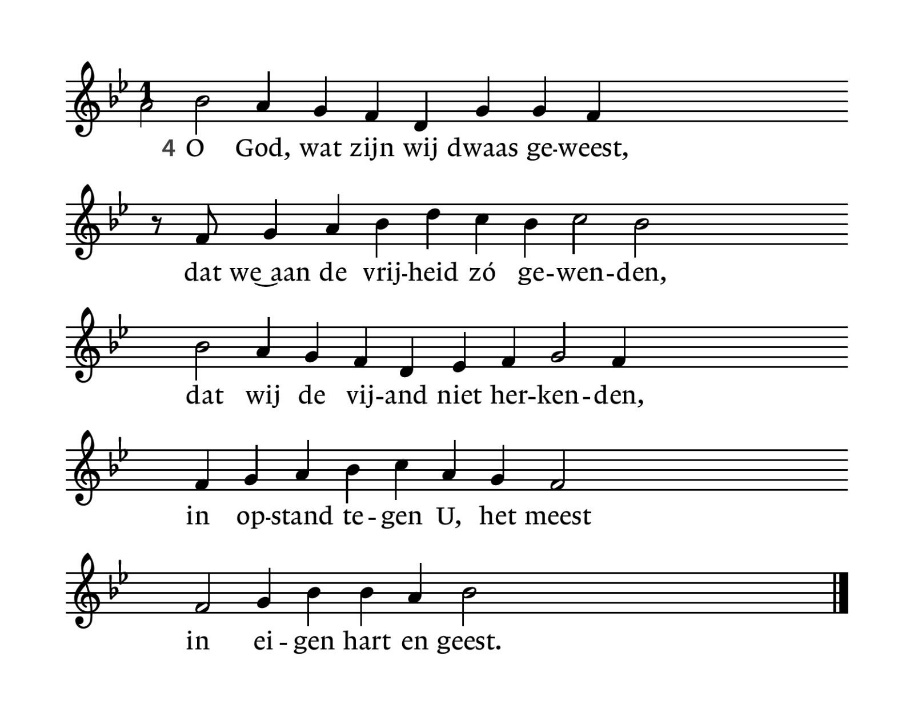 1
4 O God, wat zijn wij dwaas ge-weest,
dat we aan de vrij-heid zó ge-wen-den,
dat wij de vij-and niet her-ken-den,
in op-stand te-gen U, het meest
in ei-gen hart en geest.